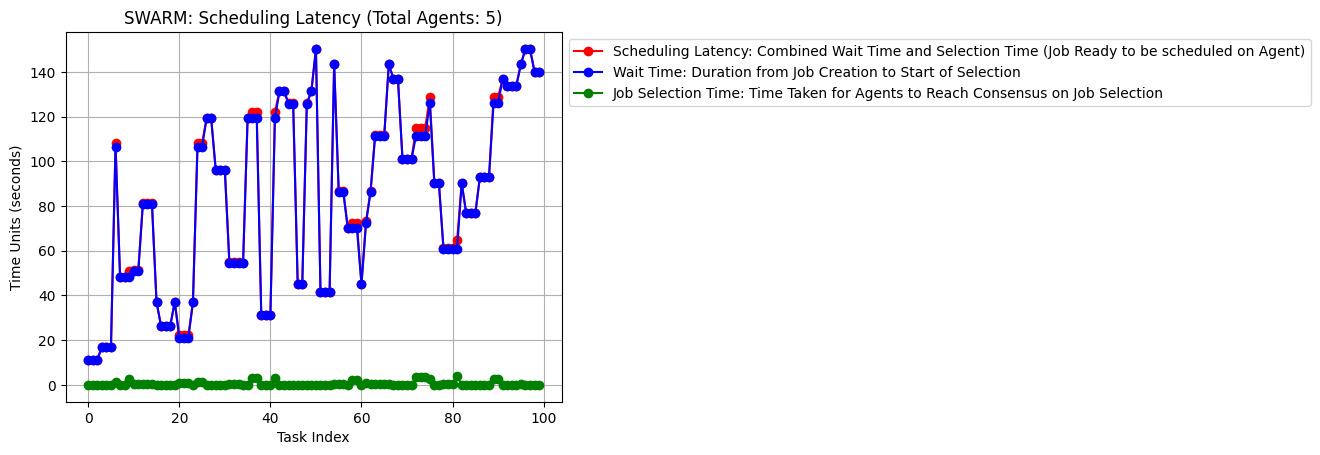 SWARM: Scheduling Latency (Total Agents: 5)
Scheduling Latency: Combined Wait Time and Selection Time (Job Ready to be scheduled on Agent)
Wait Time: Duration from Job Creation to Start of Selection
Job Selection Time: Time Taken for Agents to Reach Consensus on Job Selection
Time Units (seconds)
140
120
100
80
60
40
20
0
0 20 40 60 80 100
Task Index